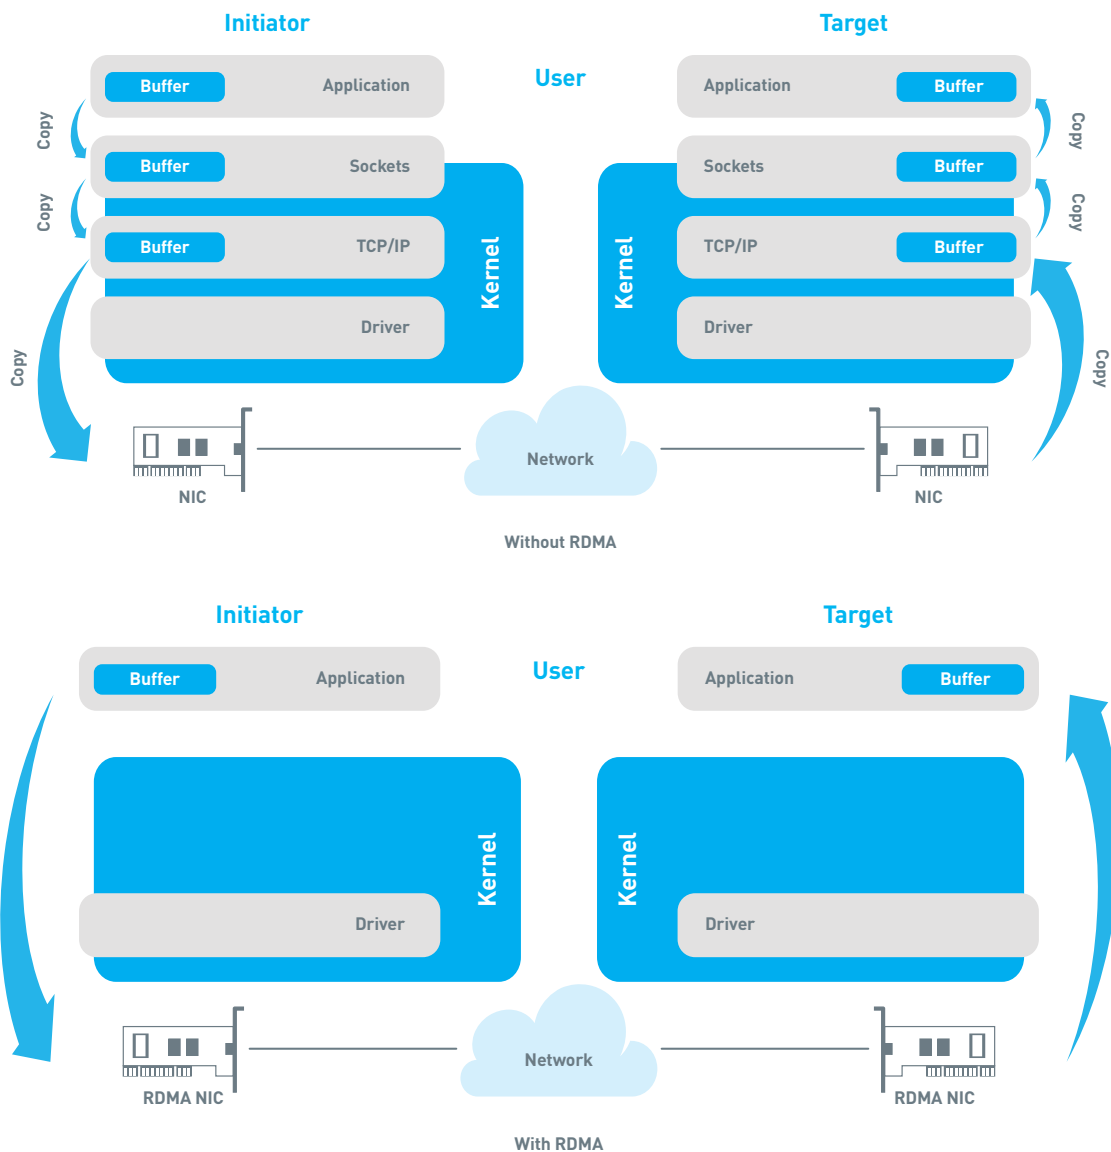 Initiator
Target
User
Buffer
Application
Application
Buffer
Copy
Copy
Buffer
Sockets
Sockets
Buffer
Copy
Copy
Buffer
TCP/IP
TCP/IP
Buffer
Kernel
Kernel
Driver
Driver
Copy
Copy
Network
NIC
NIC
Without RDMA
Initiator
Target
User
Buffer
Application
Application
Buffer
Kernel
Kernel
Driver
Driver
Network
RDMA NIC
RDMA NIC
With RDMA